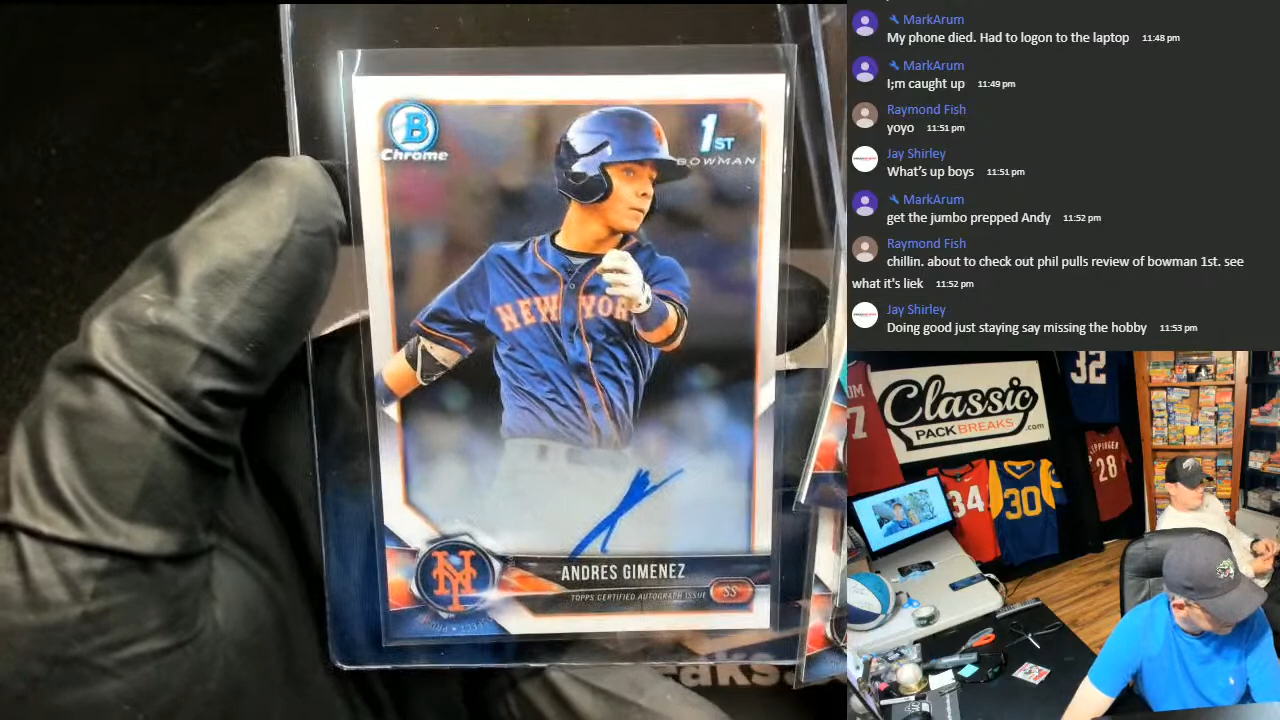 B
Chrome
1ST
BOWMAN
NEW YORK
NY
ANDRES GIMENEZ
TOPPS CERTIFIED AUTOGRAPH ISSUE
SS
MarkArum
My phone died. Had to logon to the laptop 11:48 pm
MarkArum
I;m caught up 11:49 pm
Raymond Fish
yoyo 11:51 pm
Jay Shirley
What's up boys 11:51 pm
MarkArum
get the jumbo prepped Andy 11:52 pm
Raymond Fish
chillin. about to check out phil pulls review of bowman 1st. see
what it's liek 11:52 pm
Jay Shirley
Doing good just staying say missing the hobby 11:53 pm
Classic
PACK BREAKS
.com
32
7
34
30
28